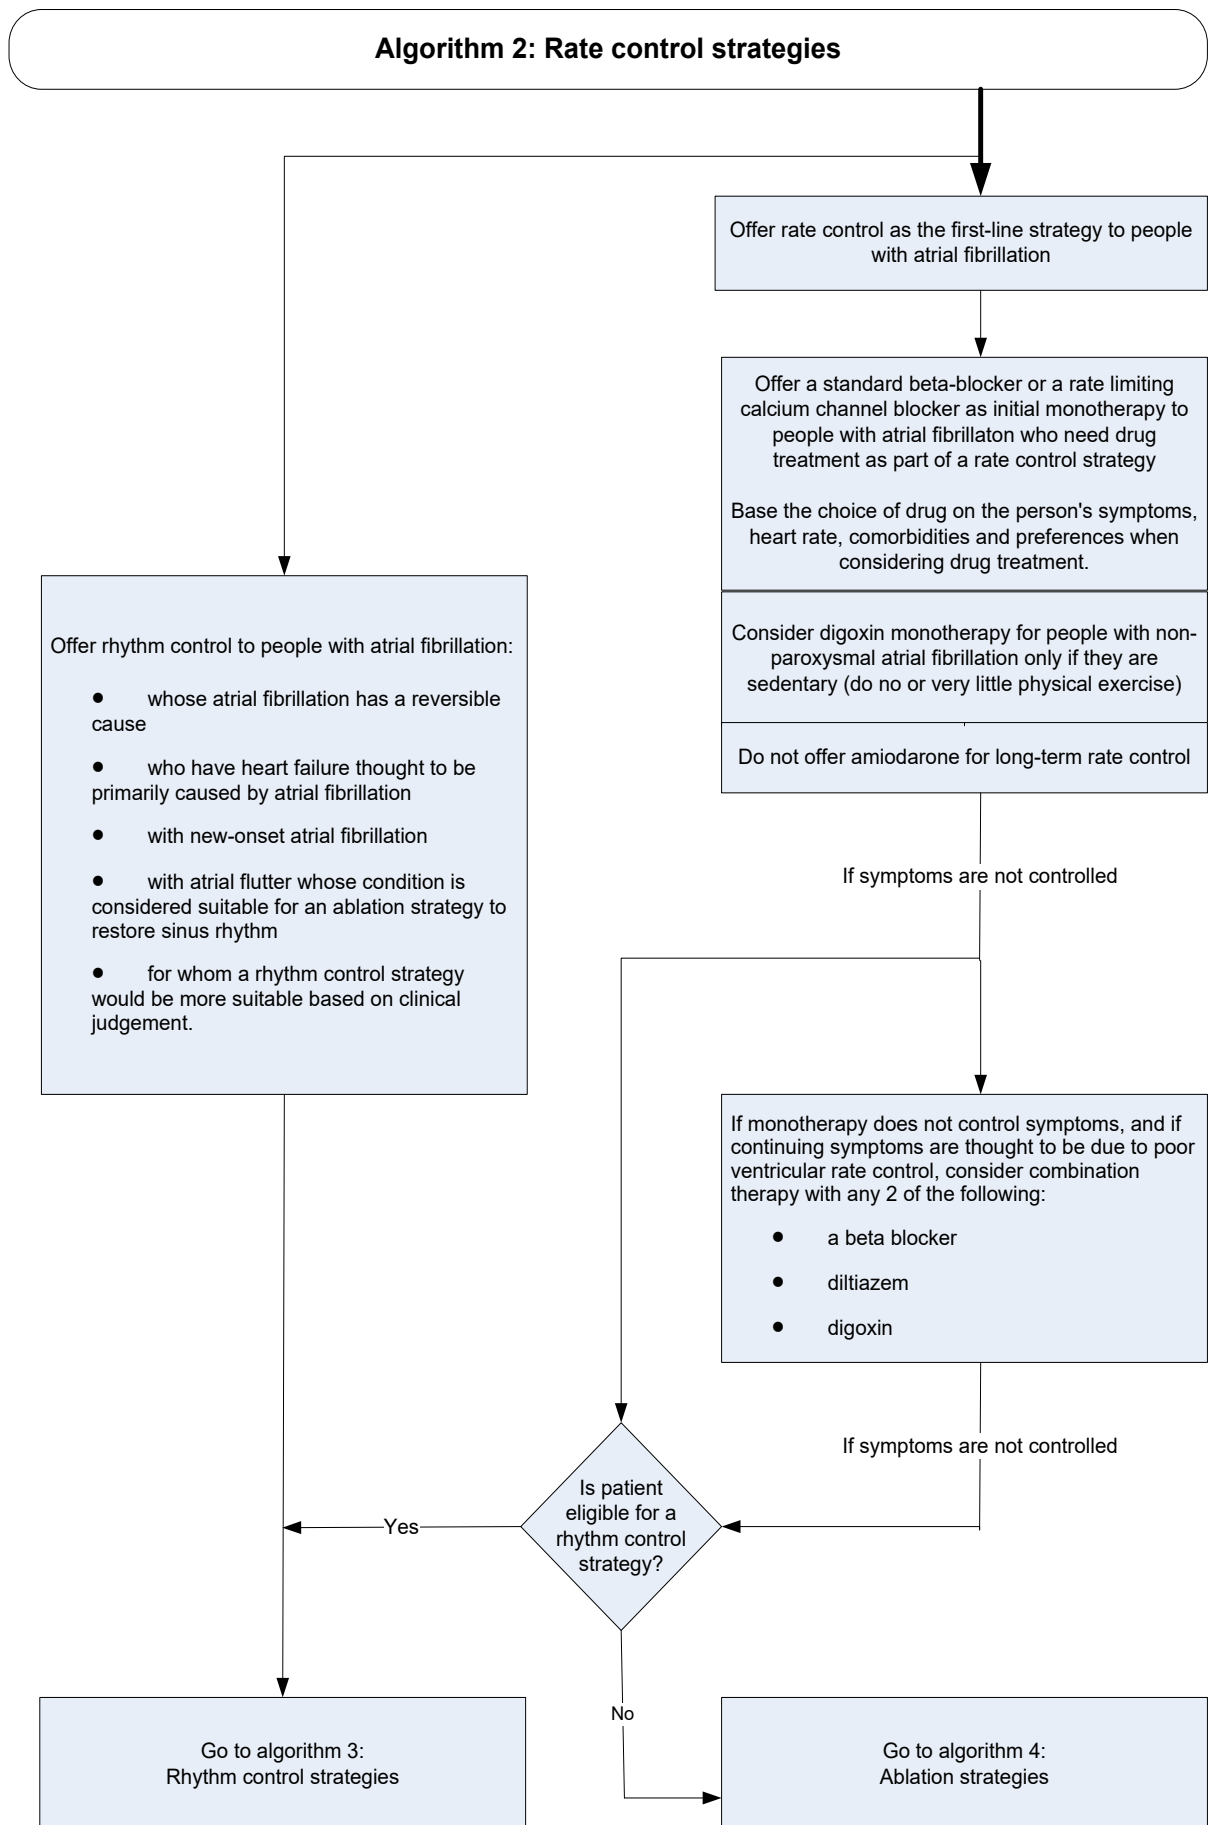 Algorithm 2: Rate control strategies
Offer rate control as the first-line strategy to people
with atrial fibrillation
Offer a standard beta-blocker or a rate limiting
calcium channel blocker as initial monotherapy to
people with atrial fibrillaton who need drug
treatment as part of a rate control strategy
Base the choice of drug on the person's symptoms,
heart rate, comorbidities and preferences when
considering drug treatment.
Consider digoxin monotherapy for people with non-
paroxysmal atrial fibrillation only if they are
sedentary (do no or very little physical exercise)
Do not offer amiodarone for long-term rate control
Offer rhythm control to people with atrial fibrillation:
● whose atrial fibrillation has a reversible
cause
● who have heart failure thought to be
primarily caused by atrial fibrillation
● with new-onset atrial fibrillation
● with atrial flutter whose condition is
considered suitable for an ablation strategy to
restore sinus rhythm
● for whom a rhythm control strategy
would be more suitable based on clinical
judgement.
If symptoms are not controlled
If monotherapy does not control symptoms, and if
continuing symptoms are thought to be due to poor
ventricular rate control, consider combination
therapy with any 2 of the following:
● a beta blocker
● diltiazem
● digoxin
If symptoms are not controlled
Is patient
eligible for a
rhythm control
strategy?
Yes
No
Go to algorithm 3:
Rhythm control strategies
Go to algorithm 4:
Ablation strategies